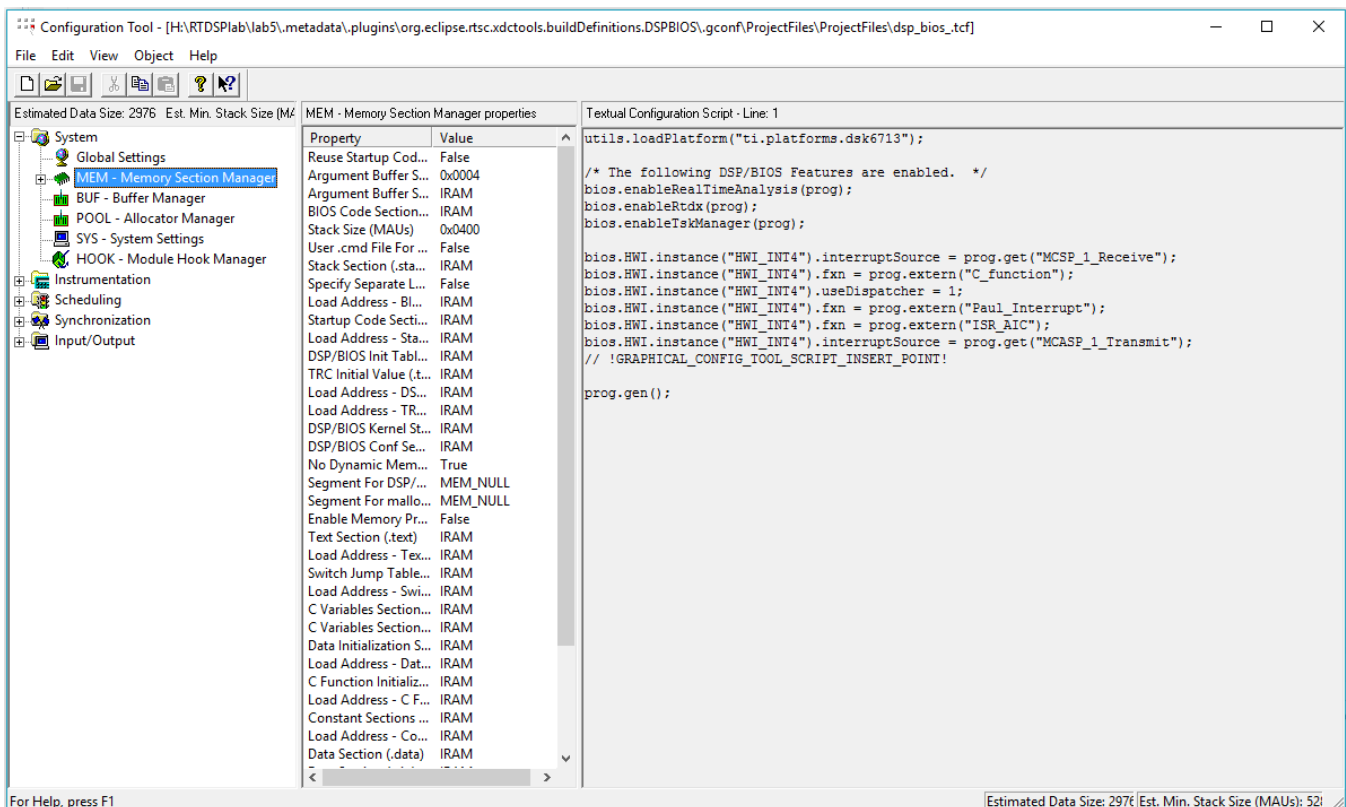 Configuration Tool - [H:\RTDSPlab\lab5\.metadata\.plugins\org.eclipse.rtsc.xdctools.buildDefinitions.DSPBIOS\.gconf\ProjectFiles\ProjectFiles\dsp_bios_.tcf]
File Edit View Object Help
Estimated Data Size: 2976 Est. Min. Stack Size (MA
System
Global Settings
MEM - Memory Section Manager
BUF - Buffer Manager
POOL - Allocator Manager
SYS - System Settings
HOOK - Module Hook Manager
Instrumentation
Scheduling
Synchronization
Input/Output
MEM - Memory Section Manager properties
Property Value
Reuse Startup Cod... False
Argument Buffer S... 0x0004
Argument Buffer S... IRAM
BIOS Code Section... IRAM
Stack Size (MAUs) 0x0400
User .cmd File For ... False
Stack Section (.sta... IRAM
Specify Separate L... False
Load Address - BI... IRAM
Startup Code Secti... IRAM
Load Address - Sta... IRAM
DSP/BIOS Init Tabl... IRAM
TRC Initial Value (.t... IRAM
Load Address - DS... IRAM
Load Address - TR... IRAM
DSP/BIOS Kernel St... IRAM
DSP/BIOS Conf Se... IRAM
No Dynamic Mem... True
Segment For DSP/... MEM_NULL
Segment For mallo... MEM_NULL
Enable Memory Pr... False
Text Section (.text) IRAM
Load Address - Tex... IRAM
Switch Jump Table... IRAM
Load Address - Swi... IRAM
C Variables Section... IRAM
C Variables Section... IRAM
Data Initialization S... IRAM
Load Address - Dat... IRAM
C Function Initializ... IRAM
Load Address - C F... IRAM
Constant Sections ... IRAM
Load Address - Co... IRAM
Data Section (.data) IRAM
Textual Configuration Script - Line: 1
utils.loadPlatform("ti.platforms.dsk6713");
/* The following DSP/BIOS Features are enabled. */
bios.enableRealTimeAnalysis(prog);
bios.enableRtdx(prog);
bios.enableTskManager(prog);
bios.HWI.instance("HWI_INT4").interruptSource = prog.get("MCSP_1_Receive");
bios.HWI.instance("HWI_INT4").fxn = prog.extern("C_function");
bios.HWI.instance("HWI_INT4").useDispatcher = 1;
bios.HWI.instance("HWI_INT4").fxn = prog.extern("Paul_Interrupt");
bios.HWI.instance("HWI_INT4").fxn = prog.extern("ISR_AIC");
bios.HWI.instance("HWI_INT4").interruptSource = prog.get("MCASP_1_Transmit");
// !GRAPHICAL_CONFIG_TOOL_SCRIPT_INSERT_POINT!
prog.gen();
For Help, press F1
Estimated Data Size: 2976 Est. Min. Stack Size (MAUs): 52